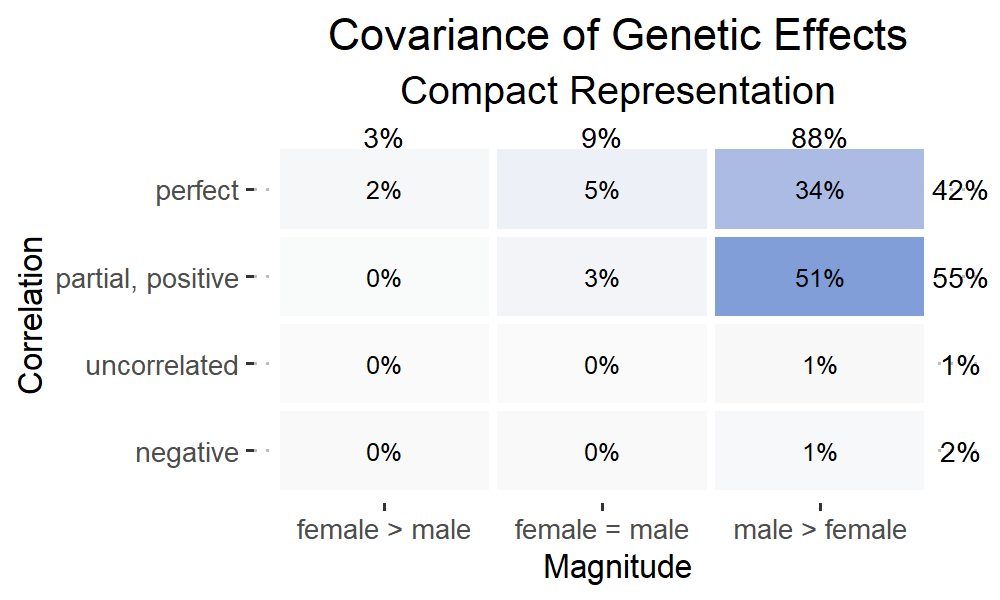 Covariance of Genetic Effects
Compact Representation
3% 9% 88%
perfect 2% 5% 34% 42%
partial, positive 0% 3% 51% 55%
uncorrelated 0% 0% 1% 1%
negative 0% 0% 1% 2%
Correlation
female > male female = male male > female
Magnitude